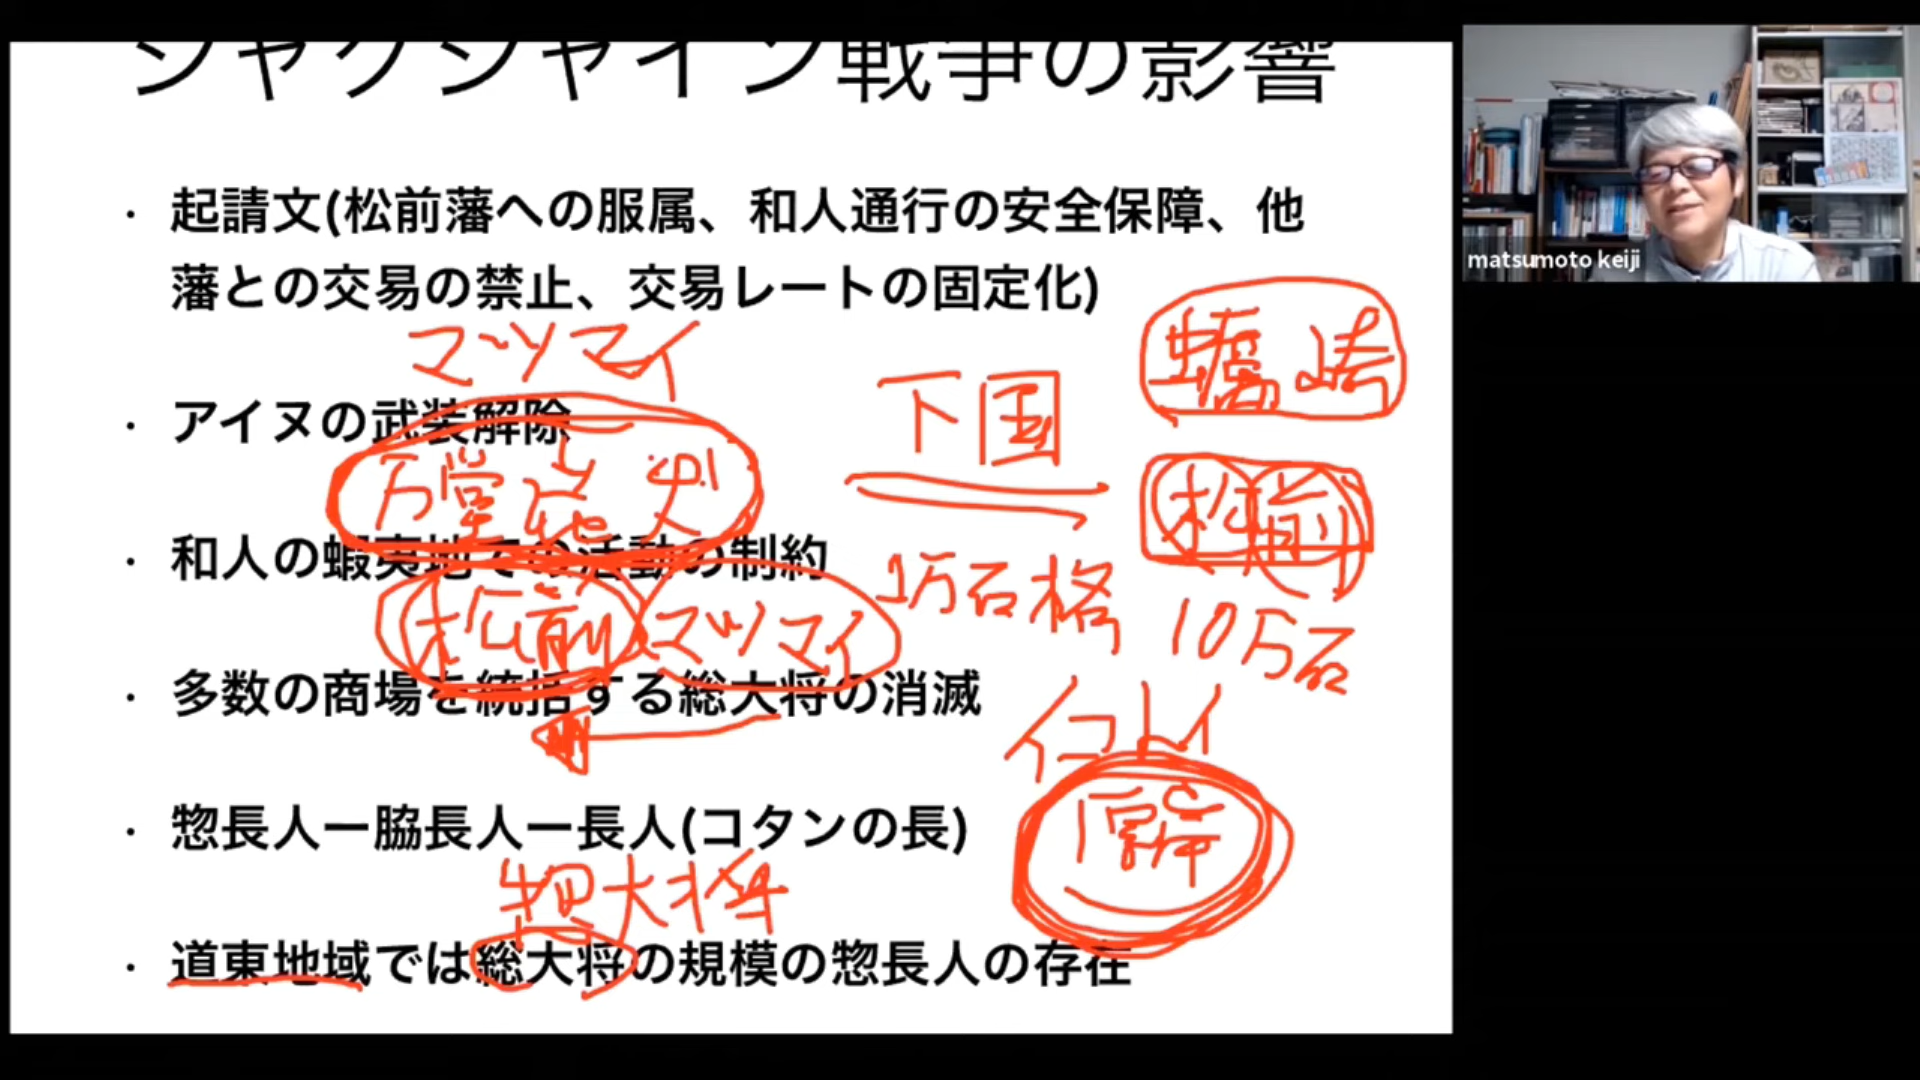 シャクシャイン戦争の影響
matsumoto keiji
・起請文(松前藩への服属、和人通行の安全保障、他
藩との交易の禁止、交易レートの固定化)
蠣崎
マツマイ
下国
・アイヌの武装解除
松前
・和人の蝦夷地での活動の制約
1万石格
10万石
松前 マツマイ
・多数の商場を統括する総大将の消滅
イコトイ
・惣長人ー脇長人ー長人(コタンの長)
厚岸
惣大将
・道東地域では総大将の規模の惣長人の存在